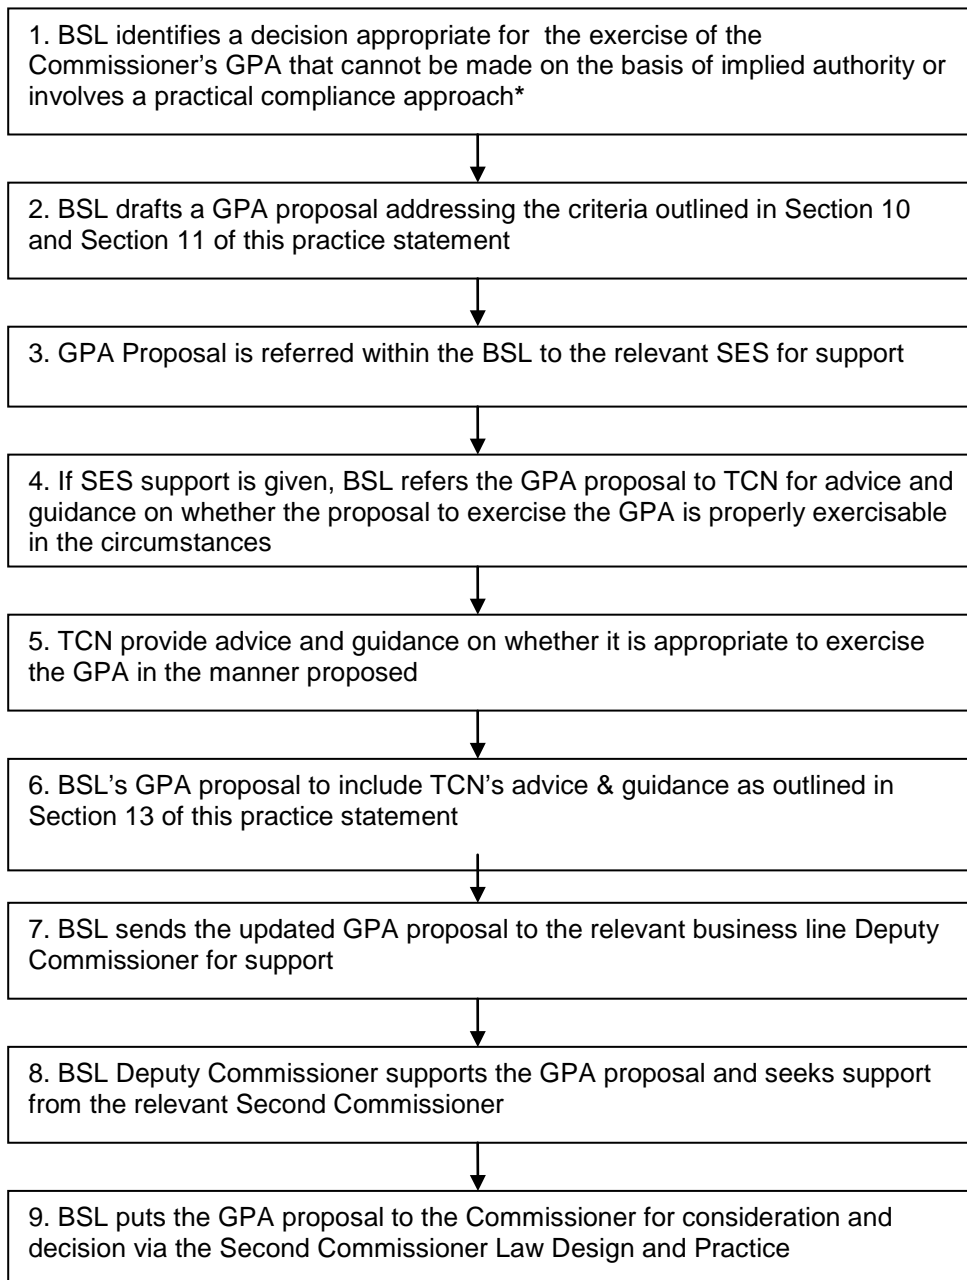 1. BSL identifies a decision appropriate for  the exercise of the
Commissioner's GPA that cannot be made on the basis of implied authority or
involves a practical compliance approach*
2. BSL drafts a GPA proposal addressing the criteria outlined in Section 10
and Section 11 of this practice statement
3. GPA Proposal is referred within the BSL to the relevant SES for support
4. If SES support is given, BSL refers the GPA proposal to TCN for advice and
guidance on whether the proposal to exercise the GPA is properly exercisable
in the circumstances
5. TCN provide advice and guidance on whether it is appropriate to exercise
the GPA in the manner proposed
6. BSL's GPA proposal to include TCN's advice & guidance as outlined in
Section 13 of this practice statement
7. BSL sends the updated GPA proposal to the relevant business line Deputy
Commissioner for support
8. BSL Deputy Commissioner supports the GPA proposal and seeks support
from the relevant Second Commissioner
9. BSL puts the GPA proposal to the Commissioner for consideration and
decision via the Second Commissioner Law Design and Practice